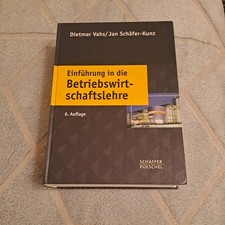 Dietmar Vahs/Jan Schäfer-Kunz
Einführung in die
Betriebswirt-
schaftslehre
6. Auflage
SCHÄFFER
POESCHEL